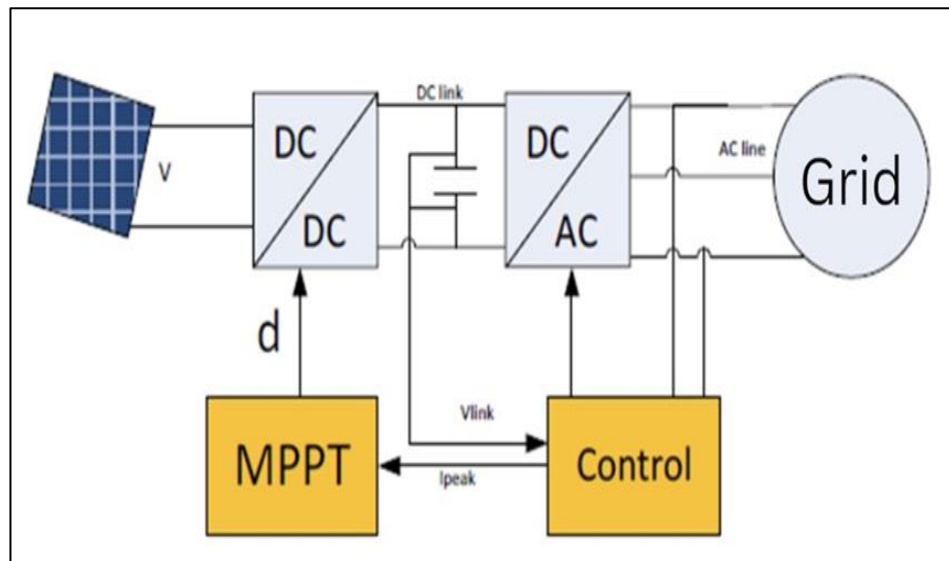 DC link
DC
DC
DC
AC
V
AC line
Grid
d
MPPT
Vlink
Ipeak
Control